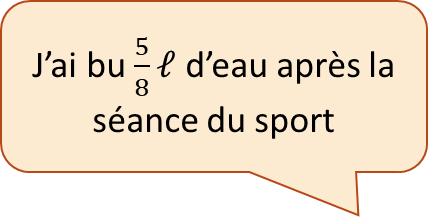 J'ai bu 5/8 ℓ d'eau après la
séance du sport